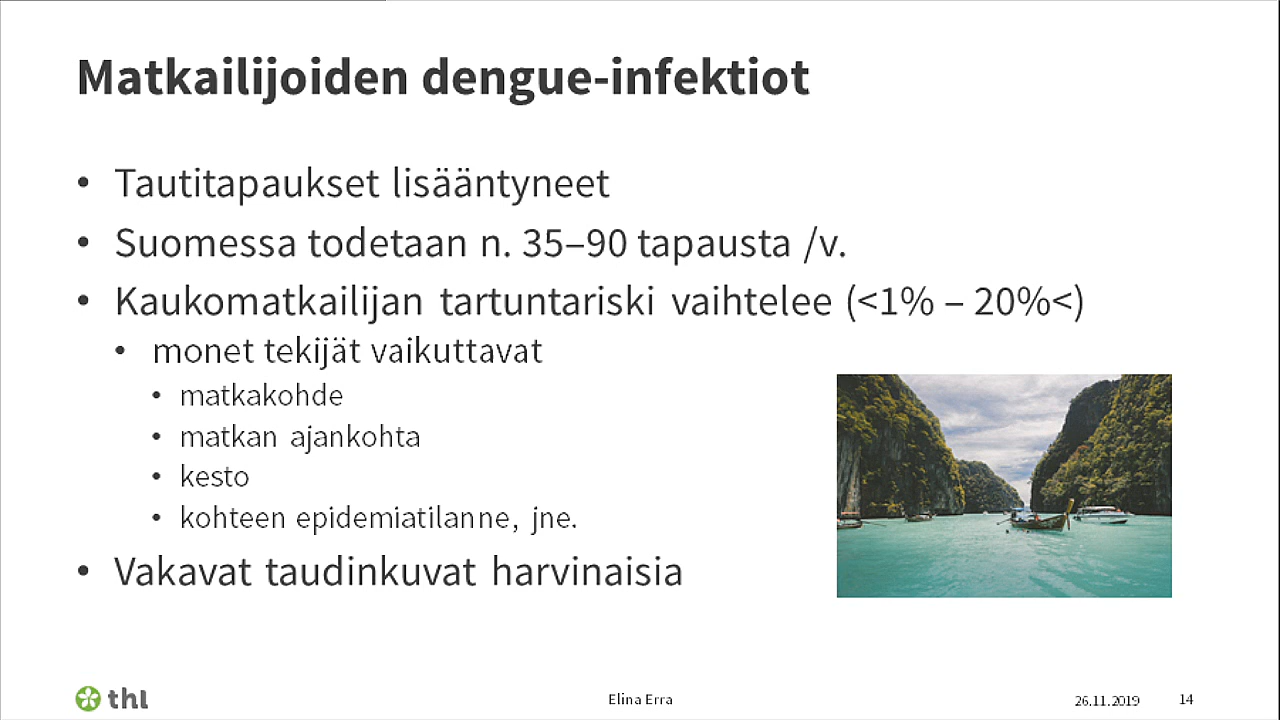 Matkailijoiden dengue-infektiot
• Tautitapaukset lisääntyneet
• Suomessa todetaan n. 35–90 tapausta /v.
• Kaukomatkailijan tartuntariski vaihtelee (<1% – 20%<)
• monet tekijät vaikuttavat
• matkakohde
• matkan ajankohta
• kesto
• kohteen epidemiatilanne, jne.
• Vakavat taudinkuvat harvinaisia
thl
Elina Erra
26.11.2019
14